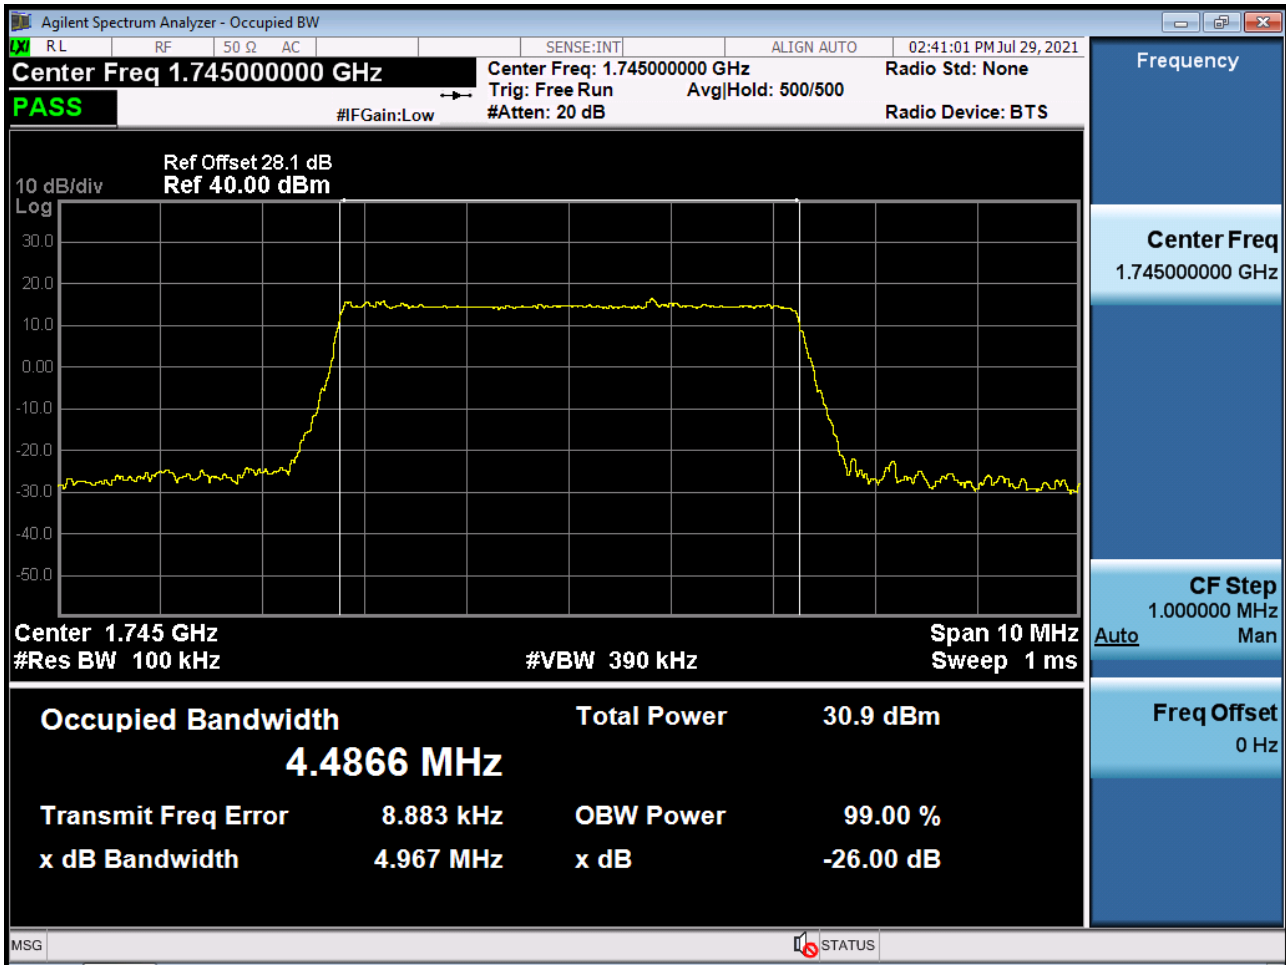 Agilent Spectrum Analyzer - Occupied BW
LXI RL RF 50 Ω AC SENSE:INT ALIGN AUTO 02:41:01 PM Jul 29, 2021
Center Freq 1.745000000 GHz
PASS
#IFGain:Low
Center Freq: 1.745000000 GHz
Trig: Free Run Avg|Hold: 500/500
#Atten: 20 dB
Radio Std: None
Radio Device: BTS
Ref Offset 28.1 dB
10 dB/div Ref 40.00 dBm
Log
30.0
20.0
10.0
0.00
-10.0
-20.0
-30.0
-40.0
-50.0
Center 1.745 GHz Span 10 MHz
#Res BW 100 kHz #VBW 390 kHz Sweep 1 ms
Occupied Bandwidth Total Power 30.9 dBm
4.4866 MHz
Transmit Freq Error 8.883 kHz OBW Power 99.00 %
x dB Bandwidth 4.967 MHz x dB -26.00 dB
MSG STATUS
Frequency
Center Freq
1.745000000 GHz
CF Step
1.000000 MHz
Auto Man
Freq Offset
0 Hz